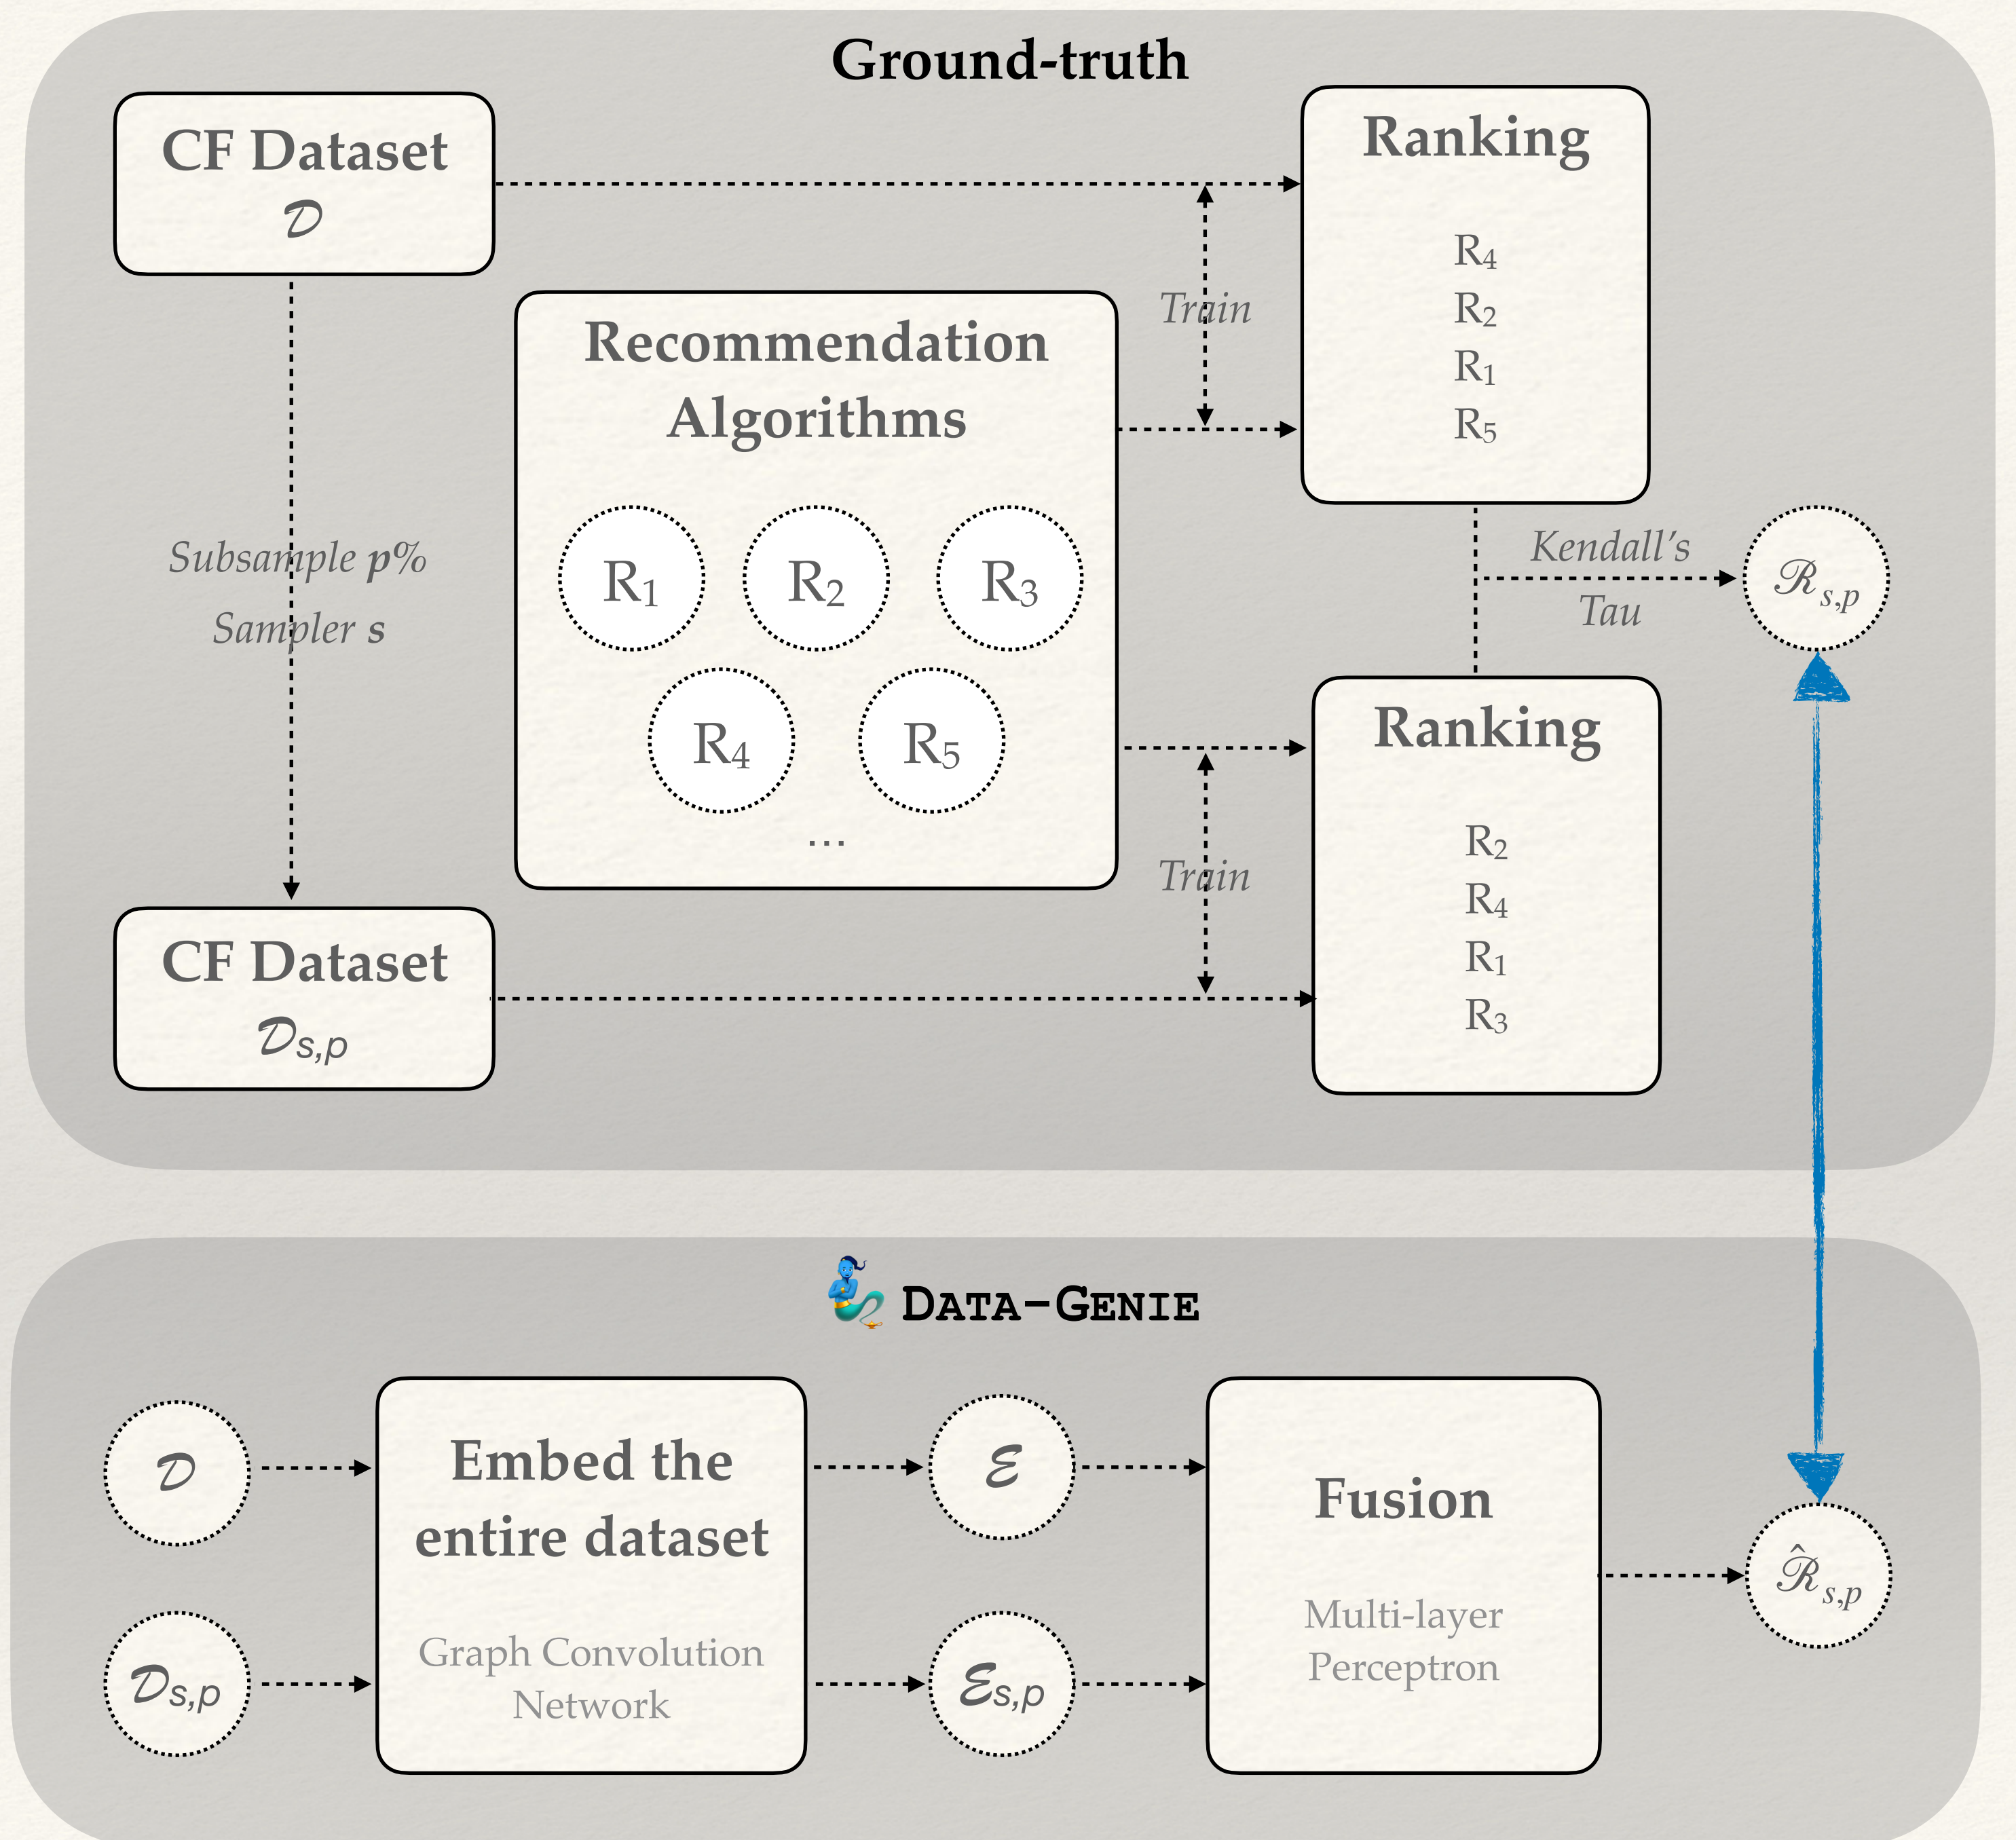 Ground-truth
CF Dataset
𝒟
Ranking
R₄
R₂
R₁
R₅
Train
Recommendation
Algorithms
R₁ R₂ R₃
R₄ R₅
...
Subsample p%
Sampler s
Kendall's
Tau
ℛ s,p
Ranking
R₂
R₄
R₁
R₃
Train
CF Dataset
𝒟s,p
DATA-GENIE
𝒟
𝒟s,p
Embed the
entire dataset
Graph Convolution
Network
ℰ
ℰs,p
Fusion
Multi-layer
Perceptron
ℛ̂ s,p